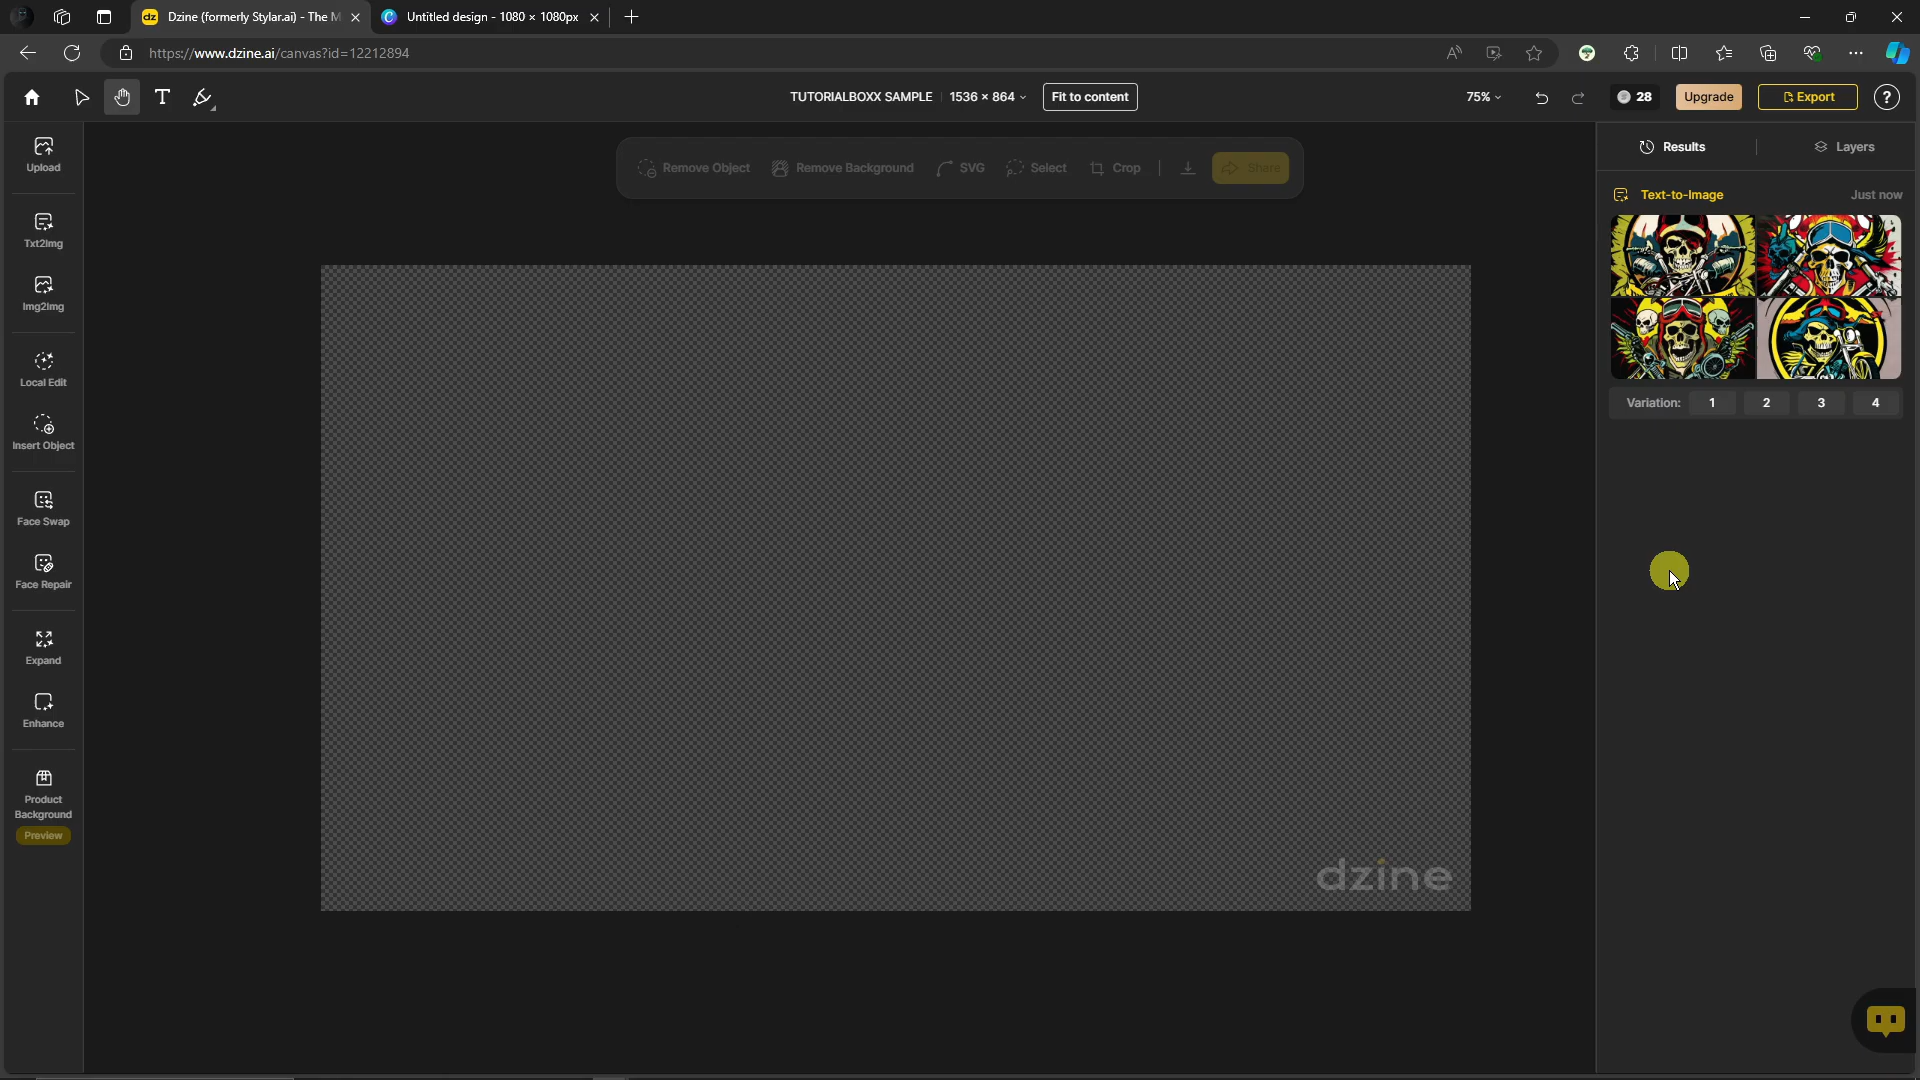 Dzine (formerly Stylar.ai) - The M
Untitled design - 1080 × 1080px
https://www.dzine.ai/canvas?id=12212894
TUTORIALBOXX SAMPLE
1536 × 864
Fit to content
75%
28
Upgrade
Export
?
Upload
Txt2Img
Img2Img
Local Edit
Insert Object
Face Swap
Face Repair
Expand
Enhance
Product
Background
Preview
Remove Object
Remove Background
SVG
Select
Crop
Share
dzine
Results
Layers
Text-to-Image
Just now
Variation:
1
2
3
4